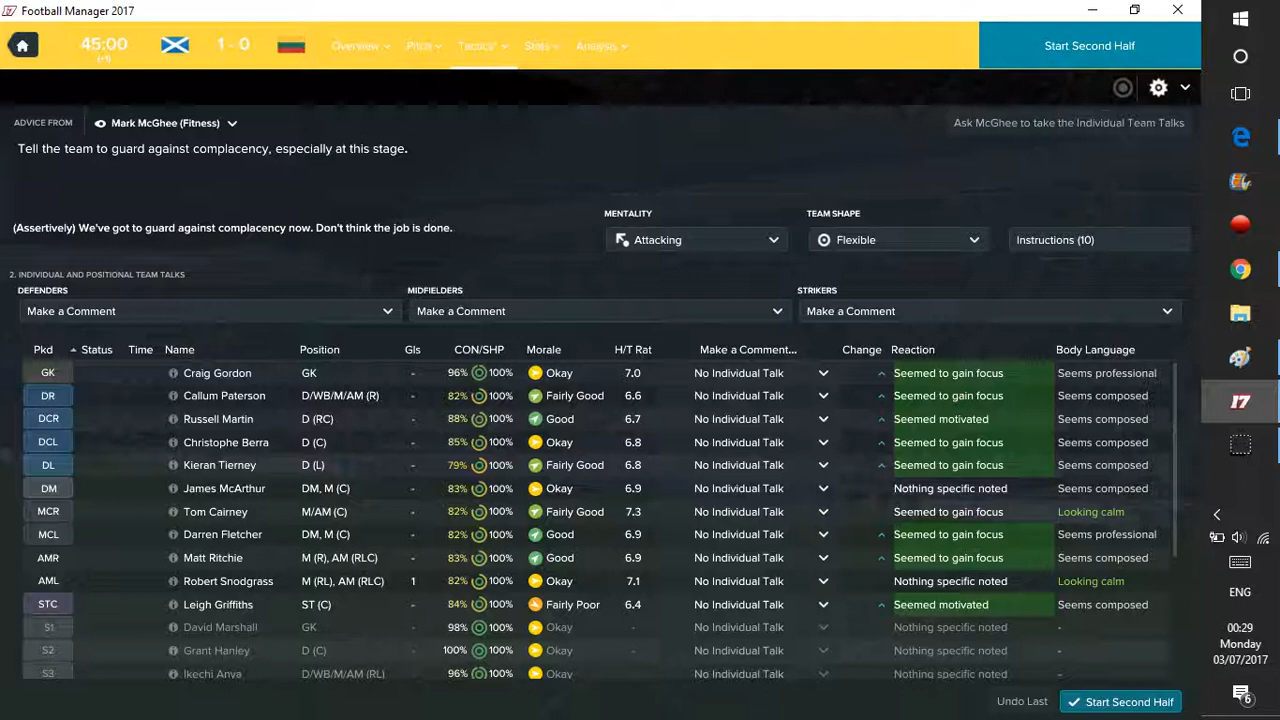 Football Manager 2017
45:00
(+1)
1 - 0
Overview
Pitch
Tactics
Stats
Analysis
Start Second Half
ADVICE FROM
Mark McGhee (Fitness)
Ask McGhee to take the Individual Team Talks
Tell the team to guard against complacency, especially at this stage.
MENTALITY
TEAM SHAPE
(Assertively) We've got to guard against complacency now. Don't think the job is done.
Attacking
Flexible
Instructions (10)
2. INDIVIDUAL AND POSITIONAL TEAM TALKS
DEFENDERS
MIDFIELDERS
STRIKERS
Make a Comment
Make a Comment
Make a Comment
Pkd Status Time Name Position Gls CON/SHP Morale H/T Rat Make a Comment... Change Reaction Body Language
GK Craig Gordon GK - 96% 100% Okay 7.0 No Individual Talk Seemed to gain focus Seems professional
DR Callum Paterson D/WB/M/AM (R) - 82% 100% Fairly Good 6.6 No Individual Talk Seemed to gain focus Seems composed
DCR Russell Martin D (RC) - 88% 100% Good 6.7 No Individual Talk Seemed motivated Seems composed
DCL Christophe Berra D (C) - 85% 100% Okay 6.8 No Individual Talk Seemed to gain focus Seems composed
DL Kieran Tierney D (L) - 79% 100% Fairly Good 6.8 No Individual Talk Seemed to gain focus Seems composed
DM James McArthur DM, M (C) - 83% 100% Okay 6.9 No Individual Talk Nothing specific noted Seems composed
MCR Tom Cairney M/AM (C) - 82% 100% Fairly Good 7.3 No Individual Talk Seemed to gain focus Looking calm
MCL Darren Fletcher DM, M (C) - 82% 100% Good 6.9 No Individual Talk Seemed to gain focus Seems professional
AMR Matt Ritchie M (R), AM (RLC) - 83% 100% Good 6.9 No Individual Talk Seemed to gain focus Seems composed
AML Robert Snodgrass M (RL), AM (RLC) 1 82% 100% Okay 7.1 No Individual Talk Nothing specific noted Looking calm
STC Leigh Griffiths ST (C) - 84% 100% Fairly Poor 6.4 No Individual Talk Seemed motivated Seems composed
S1 David Marshall GK - 98% 100% Okay - No Individual Talk Nothing specific noted -
S2 Grant Hanley D (C) - 100% 100% Okay - No Individual Talk Nothing specific noted -
S3 Ikechi Anya D/WB/M/AM (RL) - 96% 100% Okay - No Individual Talk Nothing specific noted -
Undo Last
Start Second Half
17
ENG
00:29
Monday
03/07/2017
6